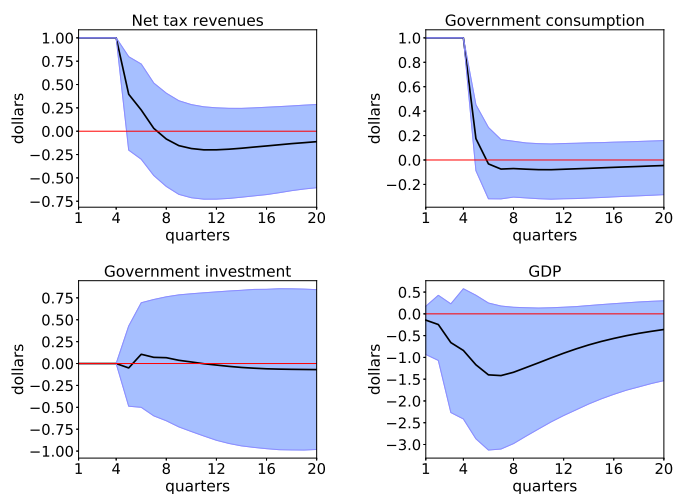 Net tax revenues
1.00
0.75
0.50
0.25
0.00
−0.25
−0.50
−0.75
dollars
1 4 8 12 16 20
quarters
Government consumption
1.0
0.8
0.6
0.4
0.2
0.0
−0.2
dollars
1 4 8 12 16 20
quarters
Government investment
0.75
0.50
0.25
0.00
−0.25
−0.50
−0.75
−1.00
dollars
1 4 8 12 16 20
quarters
GDP
0.5
0.0
−0.5
−1.0
−1.5
−2.0
−2.5
−3.0
dollars
1 4 8 12 16 20
quarters